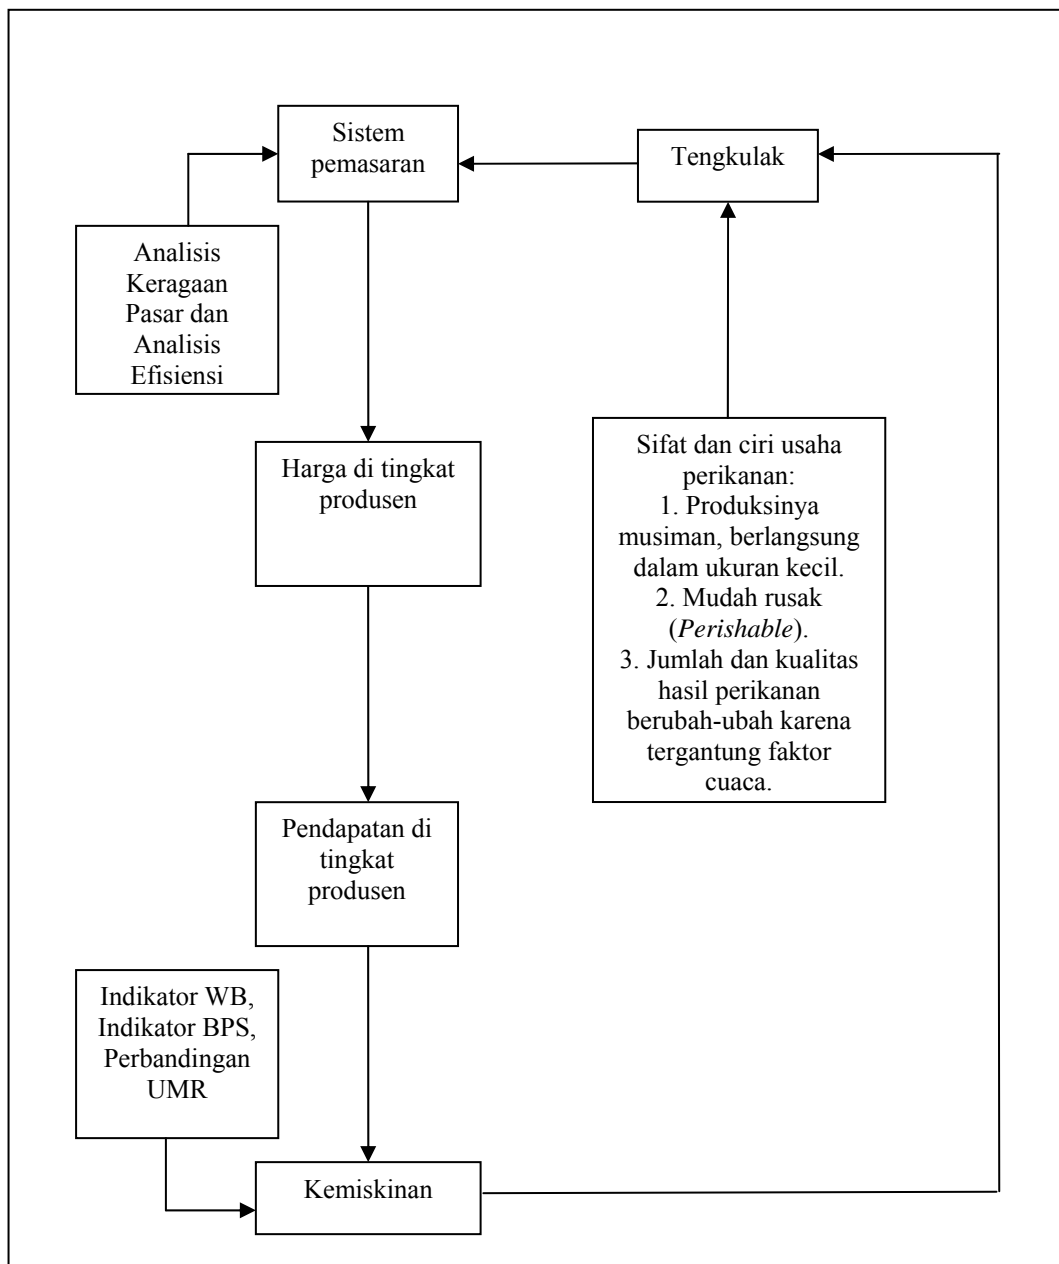 Sistem
pemasaran
Tengkulak
Analisis
Keragaan
Pasar dan
Analisis
Efisiensi
Harga di tingkat
produsen
Sifat dan ciri usaha
perikanan:
1. Produksinya
musiman, berlangsung
dalam ukuran kecil.
2. Mudah rusak
(Perishable).
3. Jumlah dan kualitas
hasil perikanan
berubah-ubah karena
tergantung faktor
cuaca.
Pendapatan di
tingkat
produsen
Indikator WB,
Indikator BPS,
Perbandingan
UMR
Kemiskinan